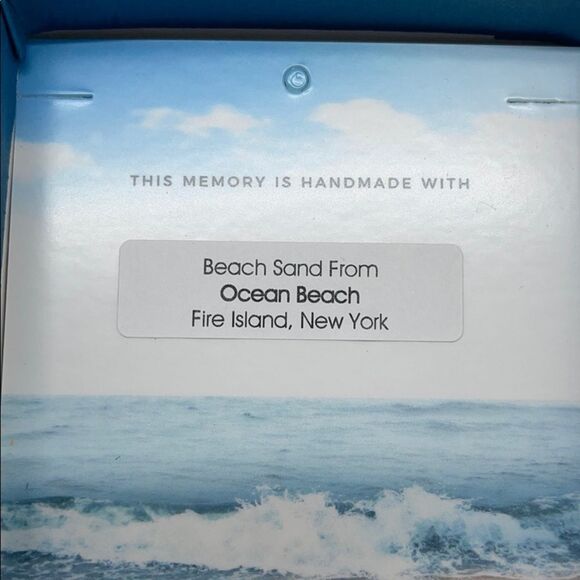 THIS MEMORY IS HANDMADE WITH
Beach Sand From
Ocean Beach
Fire Island, New York